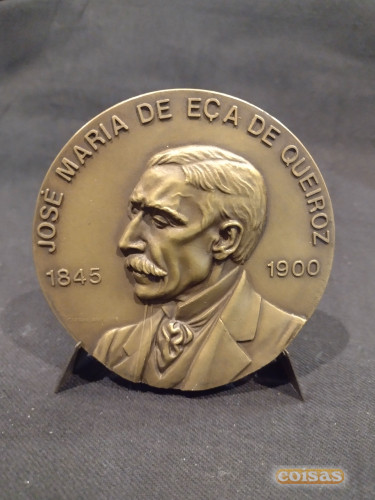 JOSÉ MARIA DE EÇA DE QUEIROZ
1845
1900
coisas